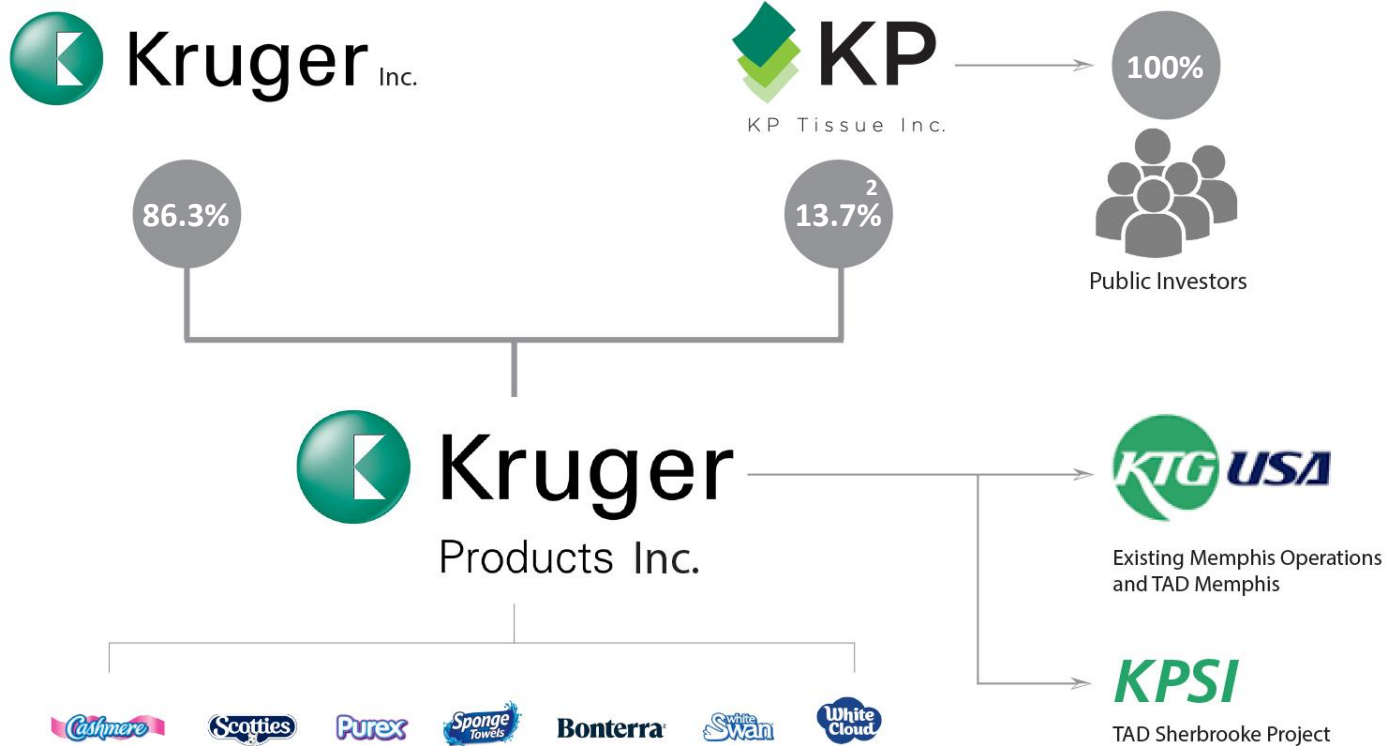 Kruger Inc.
KP
KP Tissue Inc.
100%
Public Investors
86.3%
13.7% 2
Kruger
Products Inc.
KTG USA
Existing Memphis Operations
and TAD Memphis
KPSI
TAD Sherbrooke Project
Cashmere
Scotties
Purex
Sponge
Towels
Bonterra
White
Swan
White
Cloud